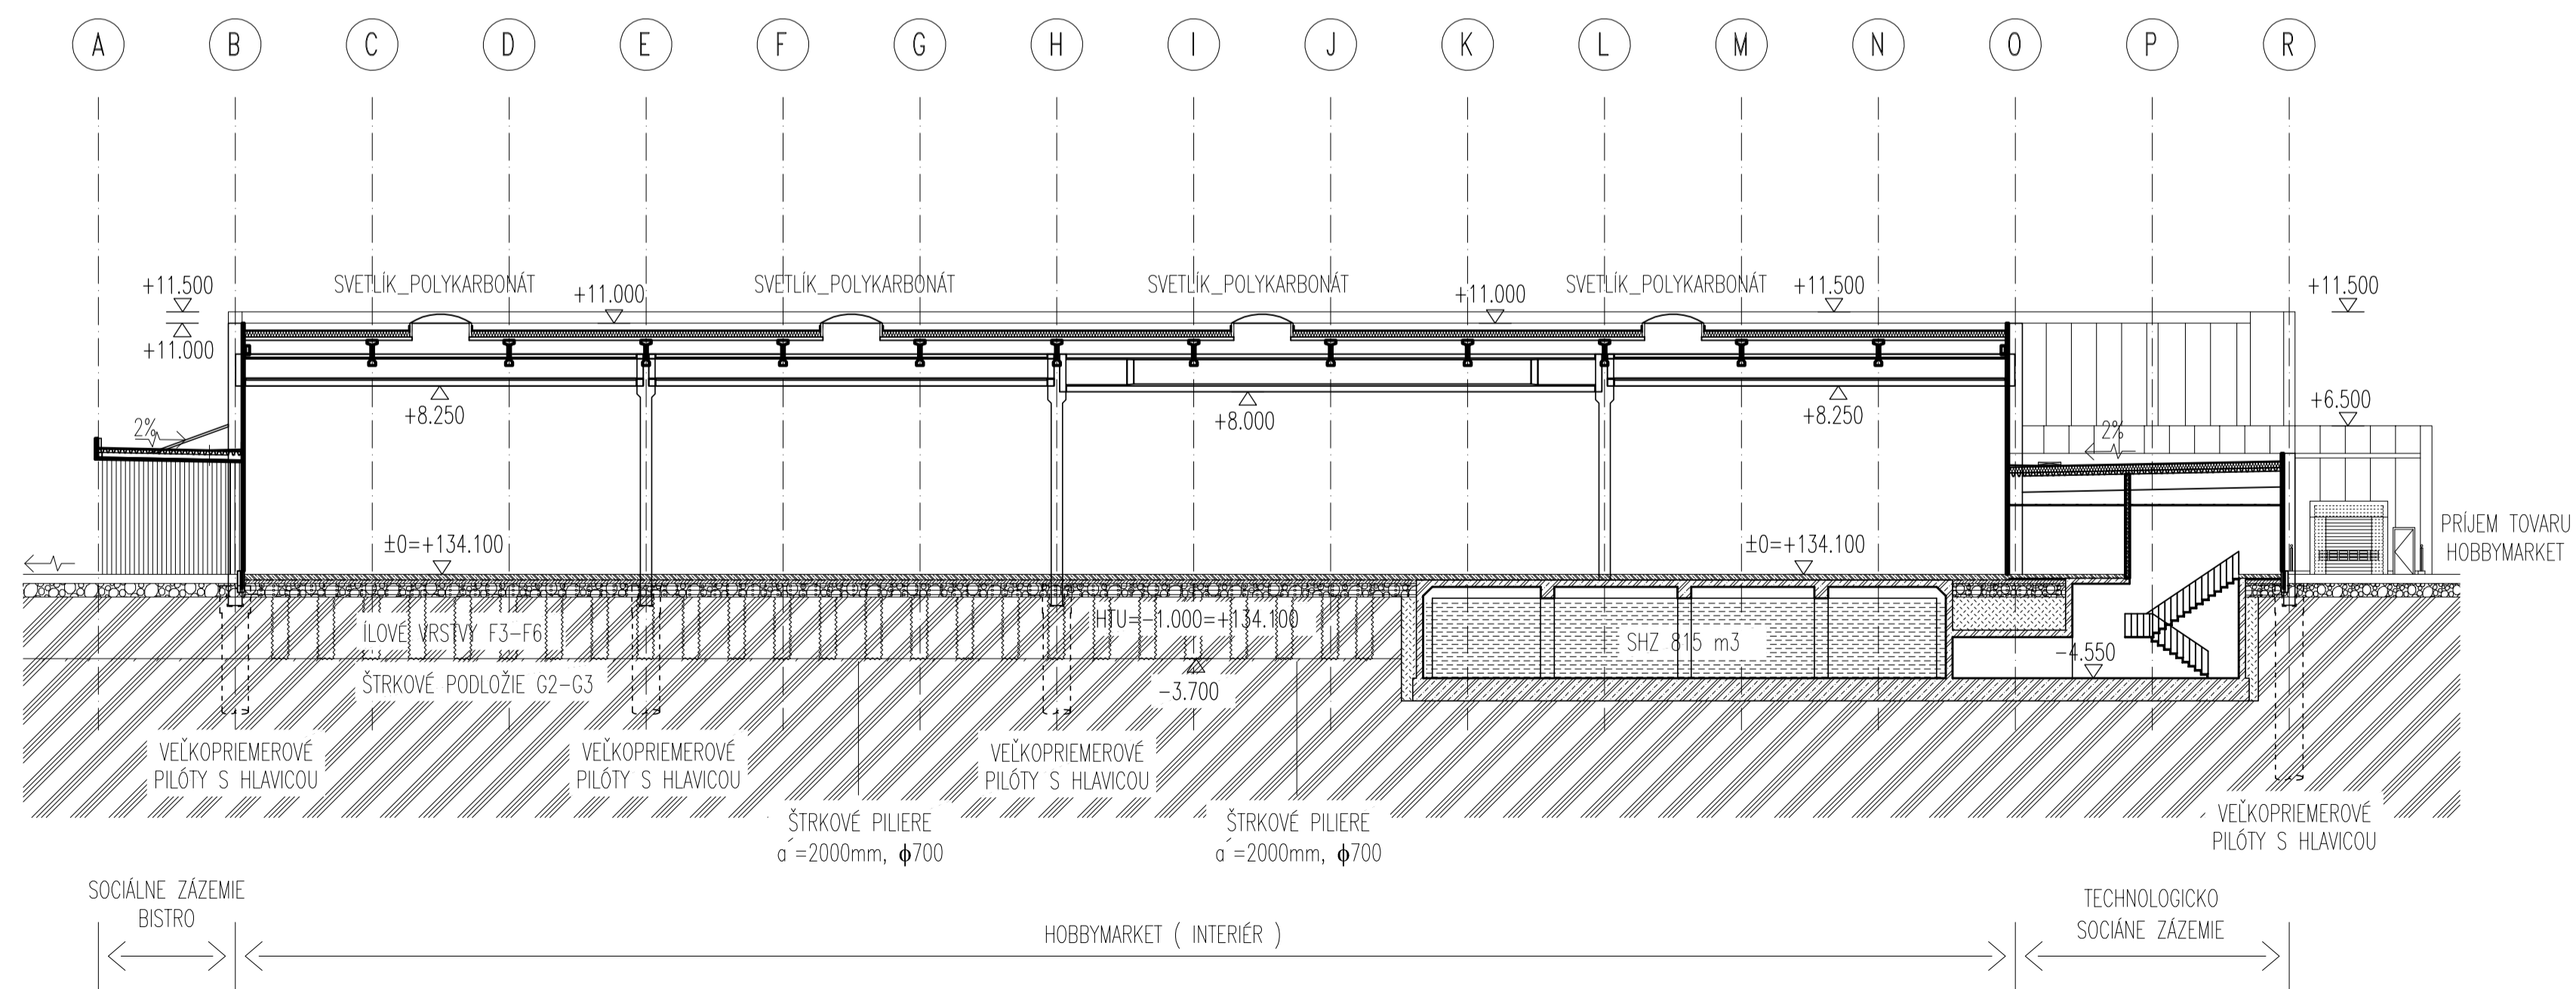 A B C D E F G H I J K L M N O P R
SVETLÍK_POLYKARBONÁT SVETLÍK_POLYKARBONÁT SVETLÍK_POLYKARBONÁT SVETLÍK_POLYKARBONÁT
+11.500 +11.000 +11.000 +11.500 +11.500
+11.000
+8.250 +8.000 +8.250 +6.500
2% 2%
±0=+134.100 ±0=+134.100
PRÍJEM TOVARU
HOBBYMARKET
HTU=-1.000=+134.100
ÍLOVÉ VRSTVY F3-F6
SHZ 815 m3
-4.550
ŠTRKOVÉ PODLOŽIE G2-G3
-3.700
VEĽKOPRIEMEROVÉ
PILÓTY S HLAVICOU
VEĽKOPRIEMEROVÉ
PILÓTY S HLAVICOU
VEĽKOPRIEMEROVÉ
PILÓTY S HLAVICOU
ŠTRKOVÉ PILIERE
a´=2000mm, ϕ700
ŠTRKOVÉ PILIERE
a´=2000mm, ϕ700
VEĽKOPRIEMEROVÉ
PILÓTY S HLAVICOU
SOCIÁLNE ZÁZEMIE
BISTRO
HOBBYMARKET ( INTERIÉR )
TECHNOLOGICKO
SOCIÁNE ZÁZEMIE